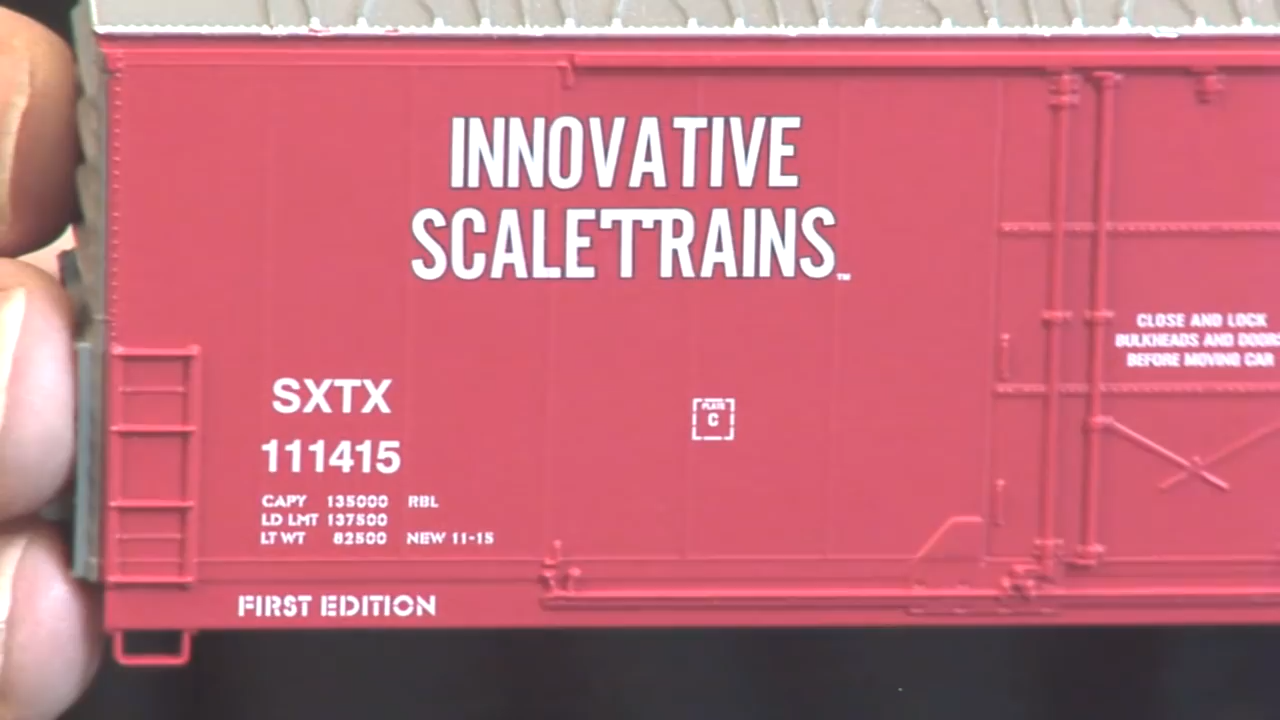 INNOVATIVE
SCALETRAINS™
CLOSE AND LOCK
BULKHEADS AND DOORS
BEFORE MOVING CAR
SXTX
111415
PLATE
C
CAPY 135000 RBL
LD LMT 137500
LT WT 82500 NEW 11-15
FIRST EDITION